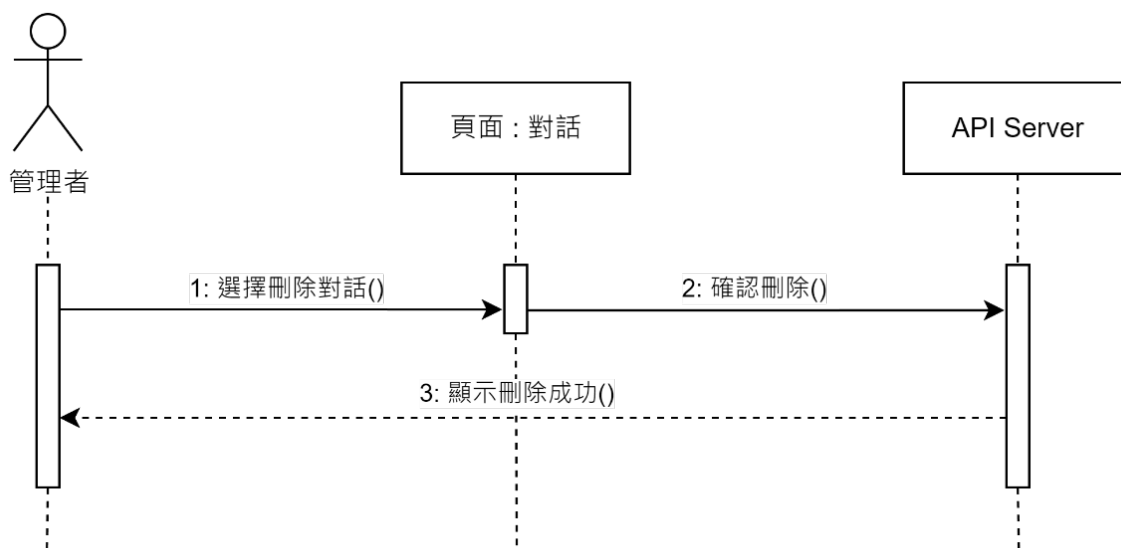 頁面 : 對話
API Server
管理者
1: 選擇刪除對話()
2: 確認刪除()
3: 顯示刪除成功()